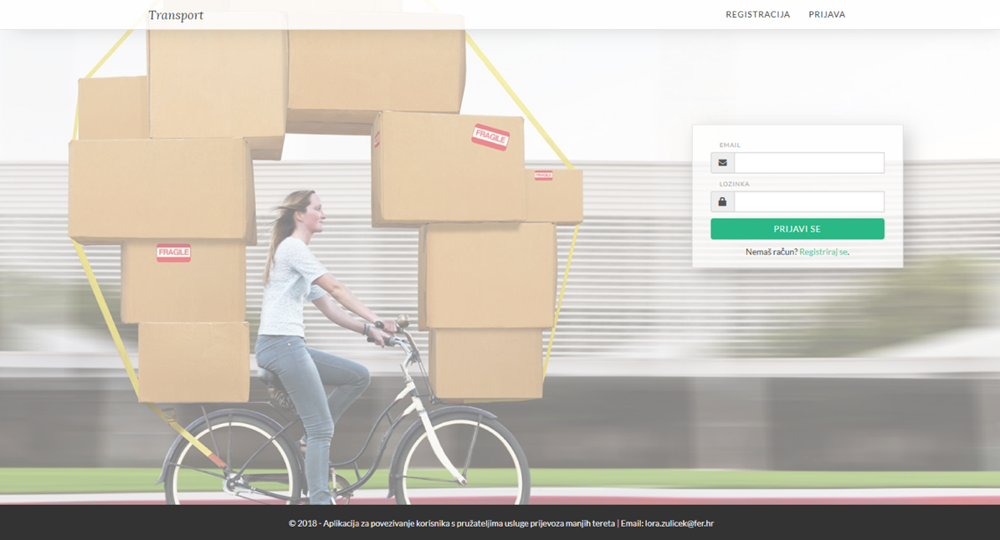 Transport
REGISTRACIJA PRIJAVA
FRAGILE
FRAGILE
EMAIL
LOZINKA
PRIJAVI SE
Nemaš račun? Registriraj se.
FRAGILE
© 2018 - Aplikacija za povezivanje korisnika s pružateljima usluge prijevoza manjih tereta | Email: lora.zulicek@fer.hr